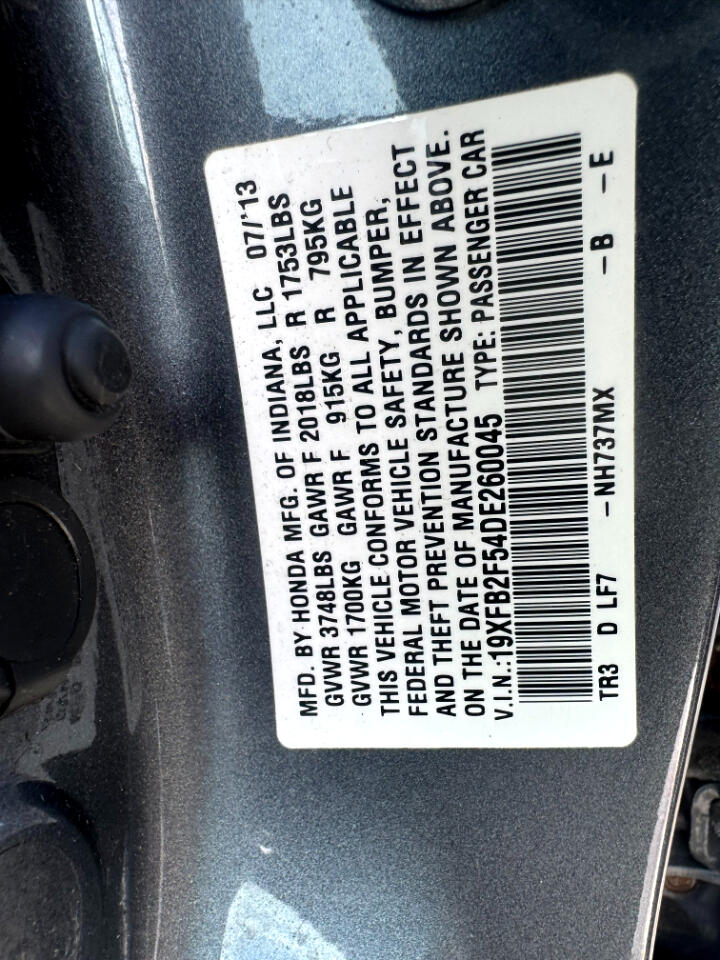 MFD. BY HONDA MFG. OF INDIANA, LLC 07/'13
GVWR 3748LBS GAWR F 2018LBS R 1753LBS
GVWR 1700KG GAWR F 915KG R 795KG
THIS VEHICLE CONFORMS TO ALL APPLICABLE
FEDERAL MOTOR VEHICLE SAFETY, BUMPER,
AND THEFT PREVENTION STANDARDS IN EFFECT
ON THE DATE OF MANUFACTURE SHOWN ABOVE.
V.I.N.:19XFB2F54DE260045 TYPE: PASSENGER CAR
TR3 D LF7 -NH737MX -B -E